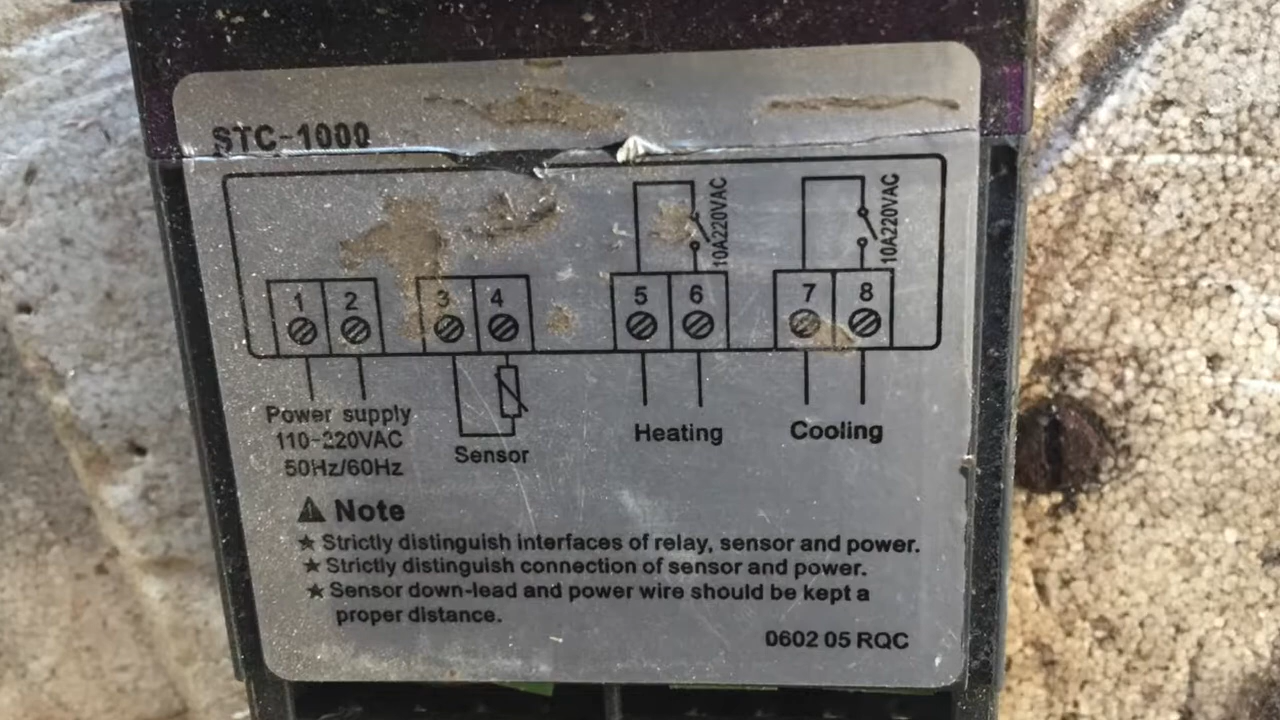 STC-1000
10A220VAC
10A220VAC
1 2 3 4 5 6 7 8
Power supply
110-220VAC
50Hz/60Hz
Sensor
Heating
Cooling
Note
★ Strictly distinguish interfaces of relay, sensor and power.
★ Strictly distinguish connection of sensor and power.
★ Sensor down-lead and power wire should be kept a
proper distance.
0602 05 RQC